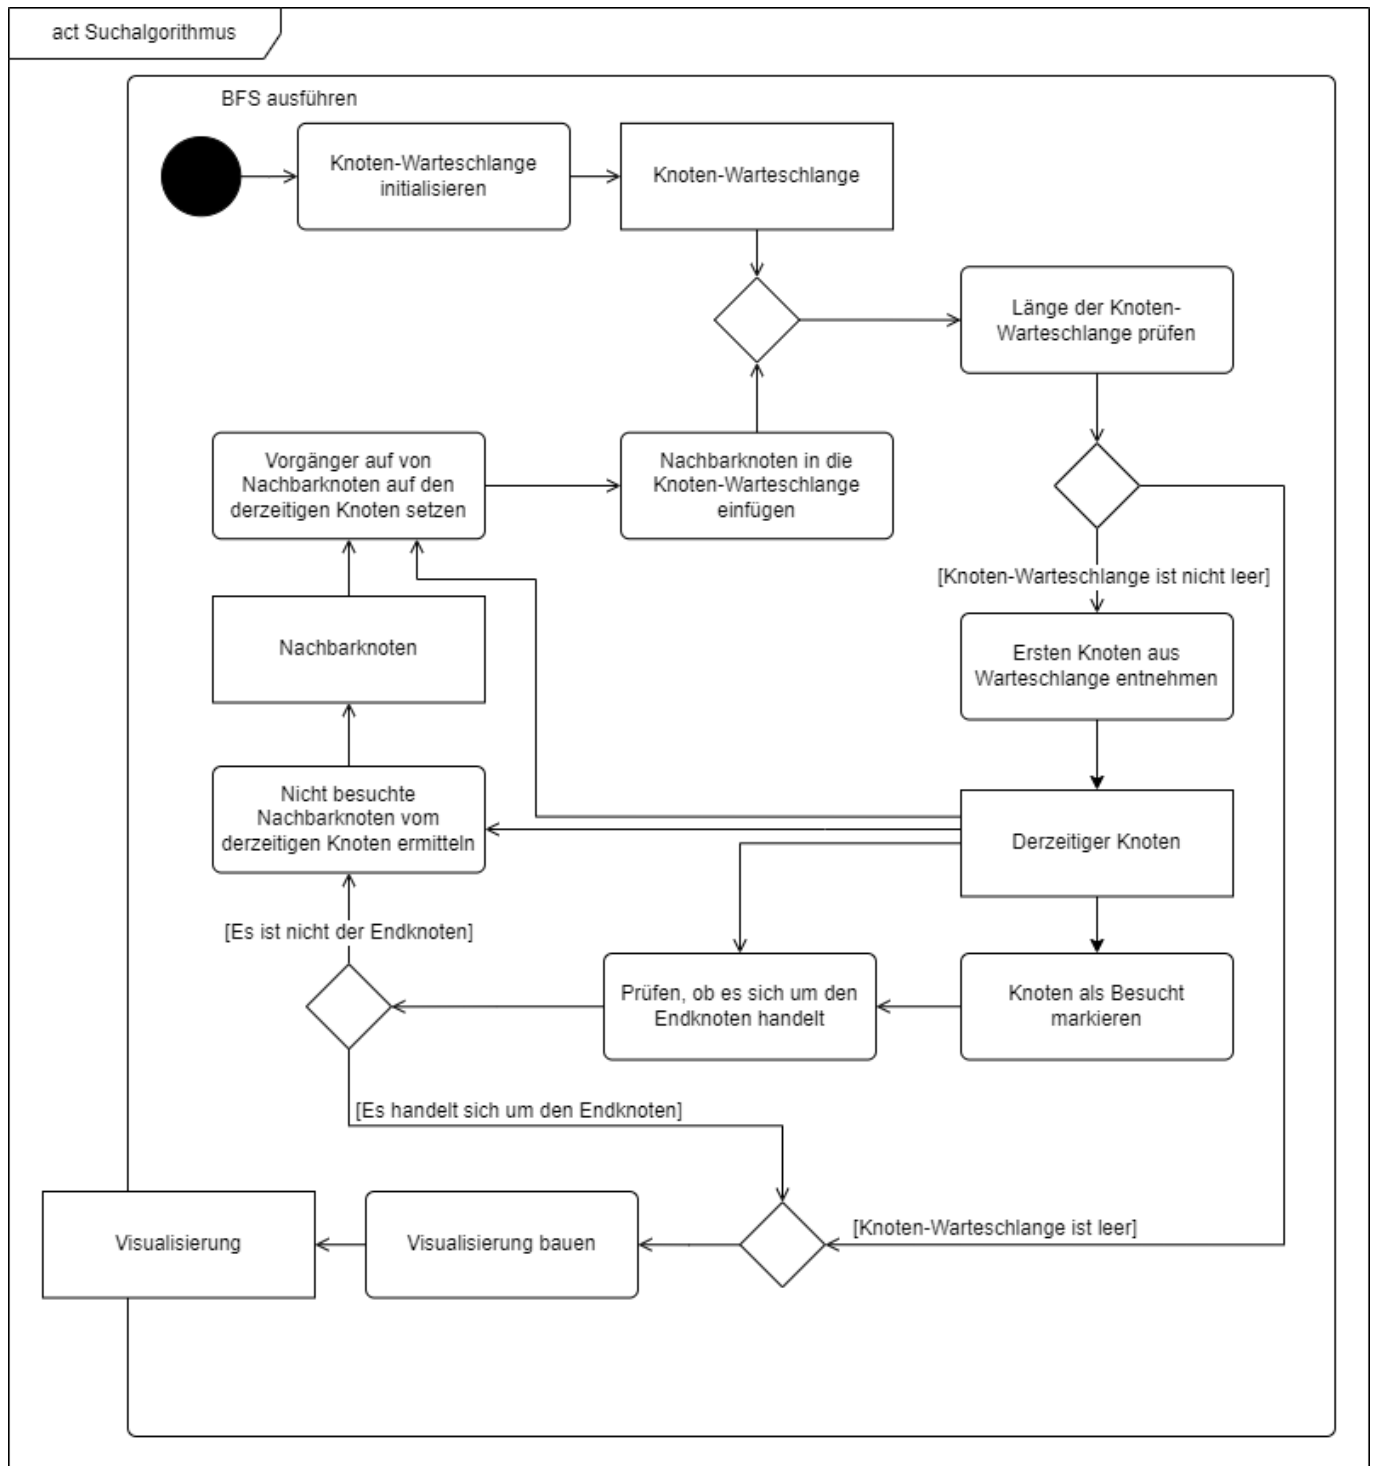 act Suchalgorithmus
BFS ausführen
Knoten-Warteschlange
initialisieren
Knoten-Warteschlange
Länge der Knoten-
Warteschlange prüfen
Vorgänger auf von
Nachbarknoten auf den
derzeitigen Knoten setzen
Nachbarknoten in die
Knoten-Warteschlange
einfügen
[Knoten-Warteschlange ist nicht leer]
Nachbarknoten
Ersten Knoten aus
Warteschlange entnehmen
Nicht besuchte
Nachbarknoten vom
derzeitigen Knoten ermitteln
Derzeitiger Knoten
[Es ist nicht der Endknoten]
Prüfen, ob es sich um den
Endknoten handelt
Knoten als Besucht
markieren
[Es handelt sich um den Endknoten]
Visualisierung
Visualisierung bauen
[Knoten-Warteschlange ist leer]